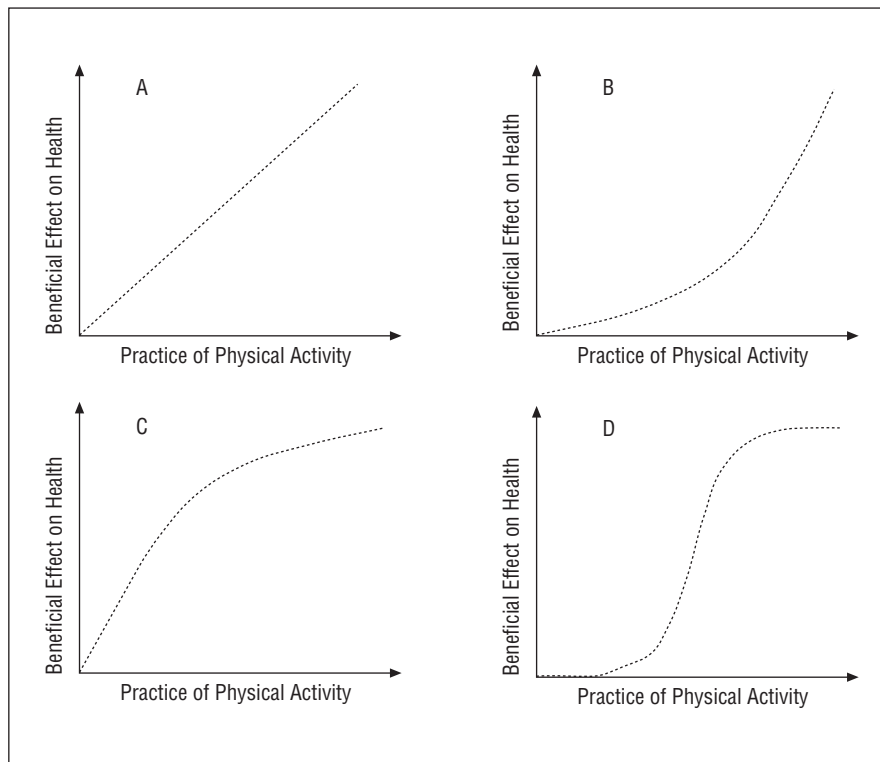 A
Beneficial Effect on Health
Practice of Physical Activity
B
Beneficial Effect on Health
Practice of Physical Activity
C
Beneficial Effect on Health
Practice of Physical Activity
D
Beneficial Effect on Health
Practice of Physical Activity